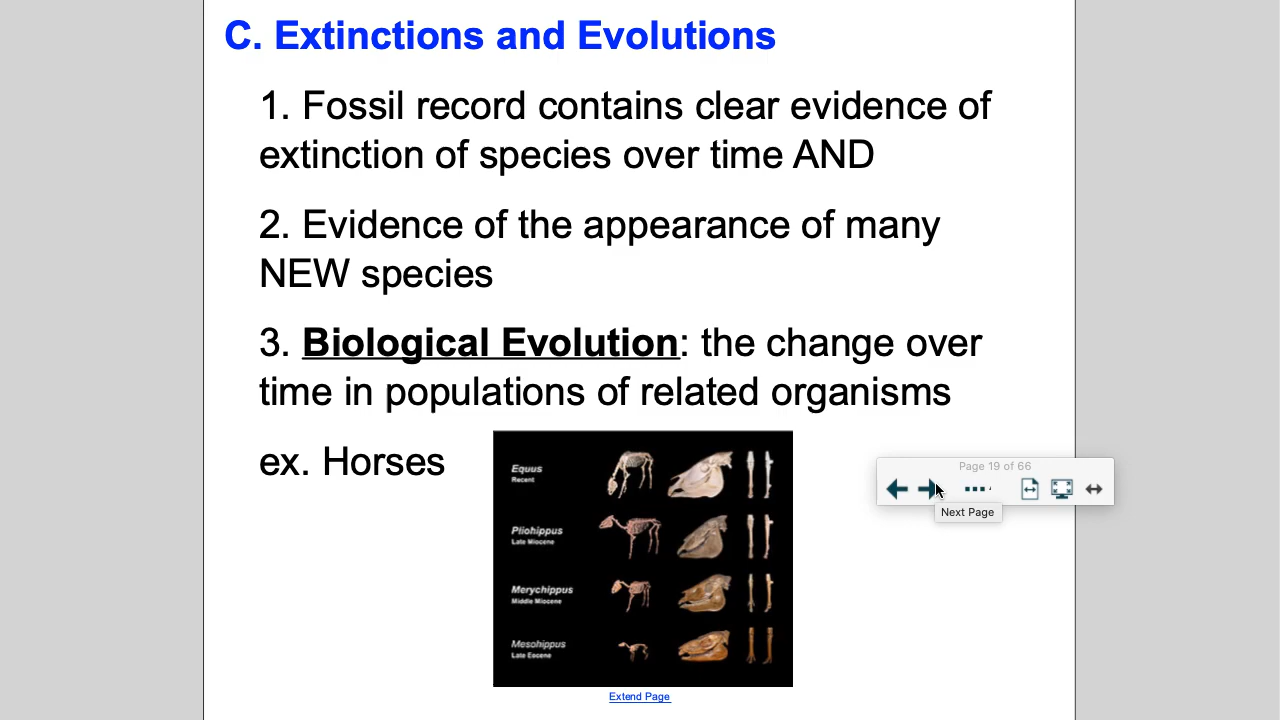 C. Extinctions and Evolutions
1. Fossil record contains clear evidence of
extinction of species over time AND
2. Evidence of the appearance of many
NEW species
3. Biological Evolution: the change over
time in populations of related organisms
ex. Horses
Equus
Recent
Pliohippus
Late Miocene
Merychippus
Middle Miocene
Mesohippus
Late Eocene
Extend Page
Page 19 of 66
Next Page